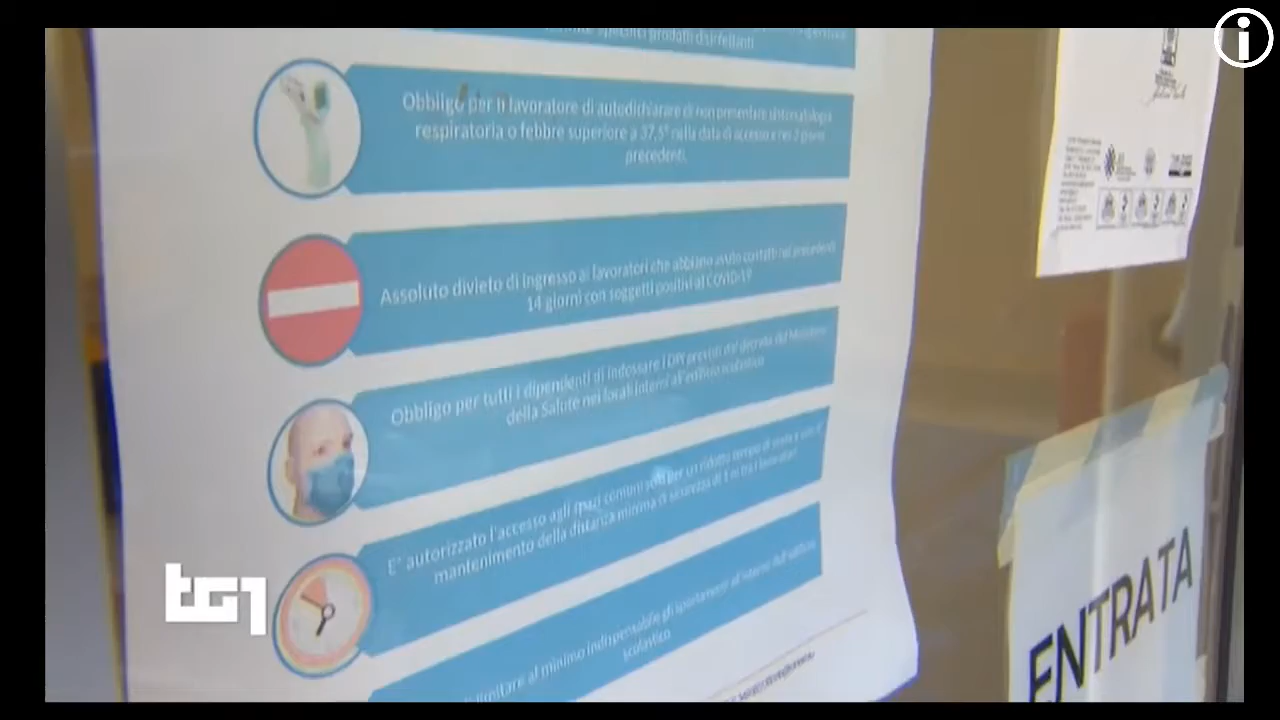 specifici prodotti disinfettanti
Obbligo per il lavoratore di autodichiarare di non presentare sintomatologia
respiratoria o febbre superiore a 37,5° nella data di accesso e nei 3 giorni
precedenti.
Assoluto divieto di ingresso ai lavoratori che abbiano avuto contatti nei precedenti
14 giorni con soggetti positivi al COVID-19
Obbligo per tutti i dipendenti di indossare i DPI previsti dal decreto del Ministero
della Salute nei locali interni all'edificio scolastico
E' autorizzato l'accesso agli spazi comuni solo per un ridotto tempo di sosta e con il
mantenimento della distanza minima di sicurezza di 1 m tra i lavoratori
limitare al minimo indispensabile gli spostamenti all'interno dell'edificio
scolastico
tg1
ENTRATA